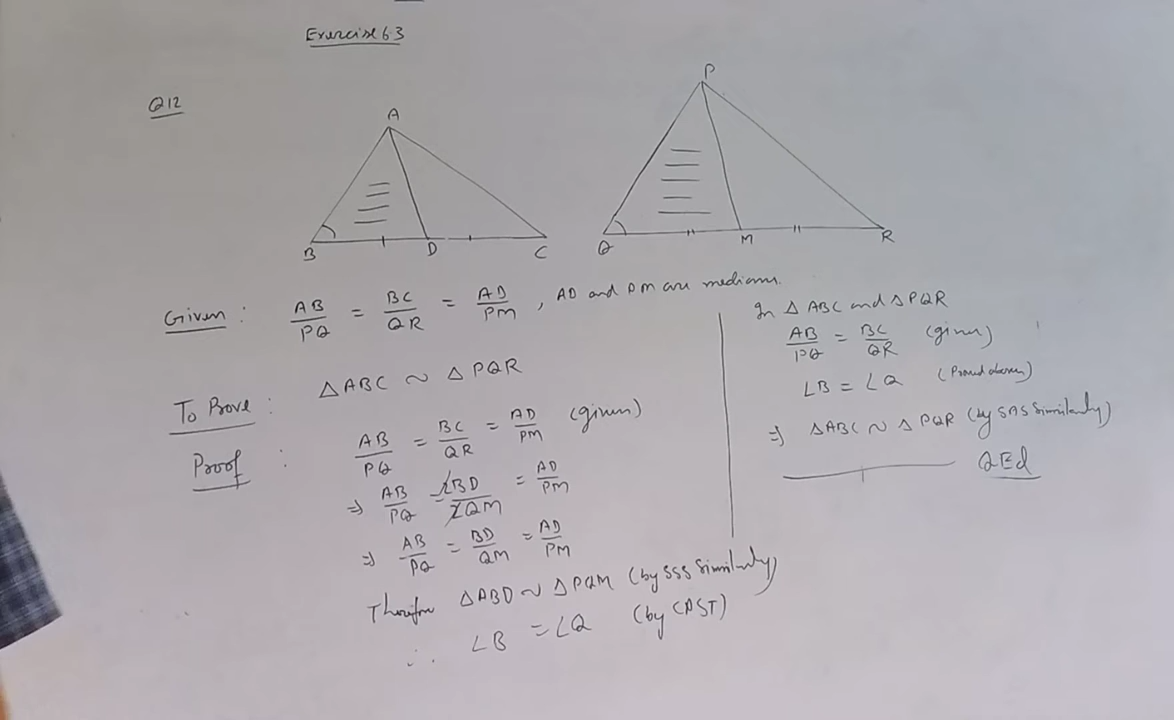 Exercise 6.3
Q12
A
B
D
C
P
Q
M
R
Given : AB/PQ = BC/QR = AD/PM , AD and PM are medians.
To Prove : △ABC ~ △PQR
Proof : AB/PQ = BC/QR = AD/PM (given)
⇒ AB/PQ = 2BD/2QM = AD/PM
⇒ AB/PQ = BD/QM = AD/PM
Therefore △ABD ~ △PQM (by SSS Similarity)
∴ ∠B = ∠Q (by CPST)
In △ABC and △PQR
AB/PQ = BC/QR (given)
∠B = ∠Q (Proved above)
⇒ △ABC ~ △PQR (by SAS Similarity)
QEd